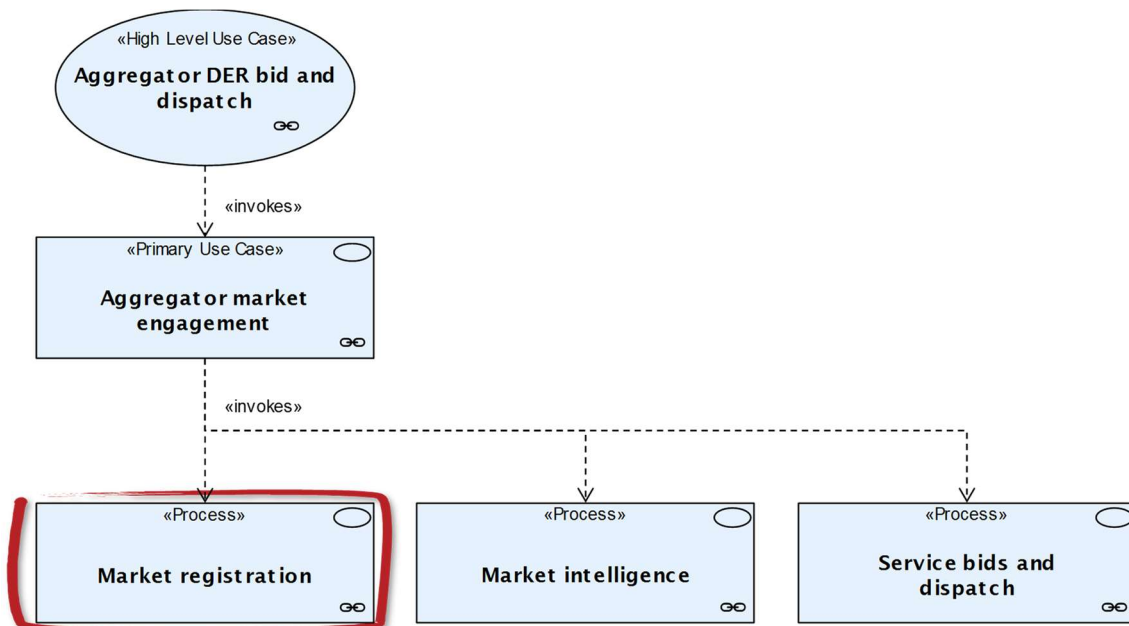 «High Level Use Case»
Aggregator DER bid and
dispatch
«invokes»
«Primary Use Case»
Aggregator market
engagement
«invokes»
«Process»
Market registration
«Process»
Market intelligence
«Process»
Service bids and
dispatch